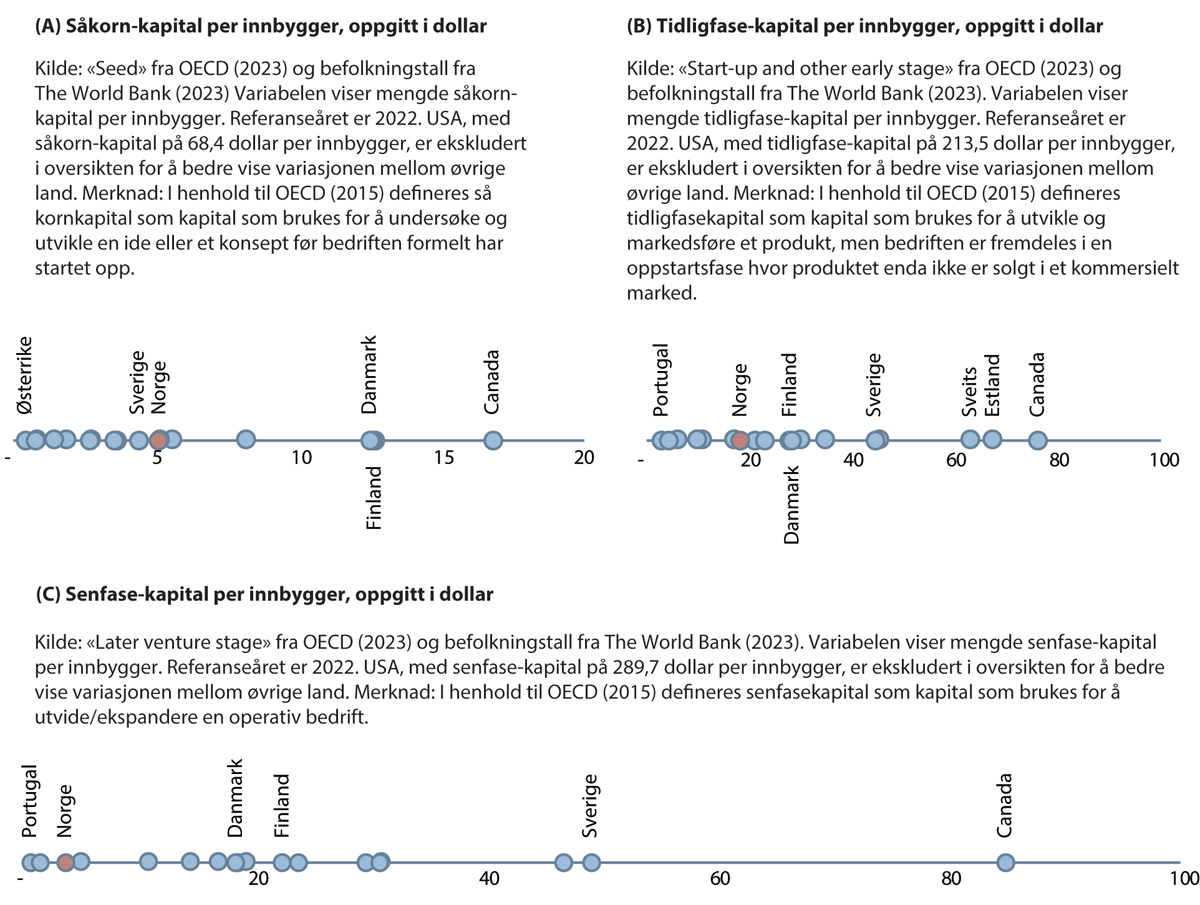 (A) Såkorn-kapital per innbygger, oppgitt i dollar
Kilde: «Seed» fra OECD (2023) og befolkningstall fra
The World Bank (2023) Variabelen viser mengde såkorn-
kapital per innbygger. Referanseåret er 2022. USA, med
såkorn-kapital på 68,4 dollar per innbygger, er ekskludert
i oversikten for å bedre vise variasjonen mellom øvrige
land. Merknad: I henhold til OECD (2015) defineres så
kornkapital som kapital som brukes for å undersøke og
utvikle en ide eller et konsept før bedriften formelt har
startet opp.
Østerrike
Sverige
Norge
Danmark
Canada
-
5
10
15
20
Finland
(B) Tidligfase-kapital per innbygger, oppgitt i dollar
Kilde: «Start-up and other early stage» fra OECD (2023) og
befolkningstall fra The World Bank (2023). Variabelen viser
mengde tidligfase-kapital per innbygger. Referanseåret er
2022. USA, med tidligfase-kapital på 213,5 dollar per innbygger,
er ekskludert i oversikten for å bedre vise variasjonen mellom
øvrige land. Merknad: I henhold til OECD (2015) defineres
tidligfasekapital som kapital som brukes for å utvikle og
markedsføre et produkt, men bedriften er fremdeles i en
oppstartsfase hvor produktet enda ikke er solgt i et kommersielt
marked.
Portugal
Norge
Finland
Sverige
Sveits
Estland
Canada
-
20
40
60
80
100
Danmark
(C) Senfase-kapital per innbygger, oppgitt i dollar
Kilde: «Later venture stage» fra OECD (2023) og befolkningstall fra The World Bank (2023). Variabelen viser mengde senfase-kapital
per innbygger. Referanseåret er 2022. USA, med senfase-kapital på 289,7 dollar per innbygger, er ekskludert i oversikten for å bedre
vise variasjonen mellom øvrige land. Merknad: I henhold til OECD (2015) defineres senfasekapital som kapital som brukes for å
utvide/ekspandere en operativ bedrift.
Portugal
Norge
Danmark
Finland
Sverige
Canada
-
20
40
60
80
100